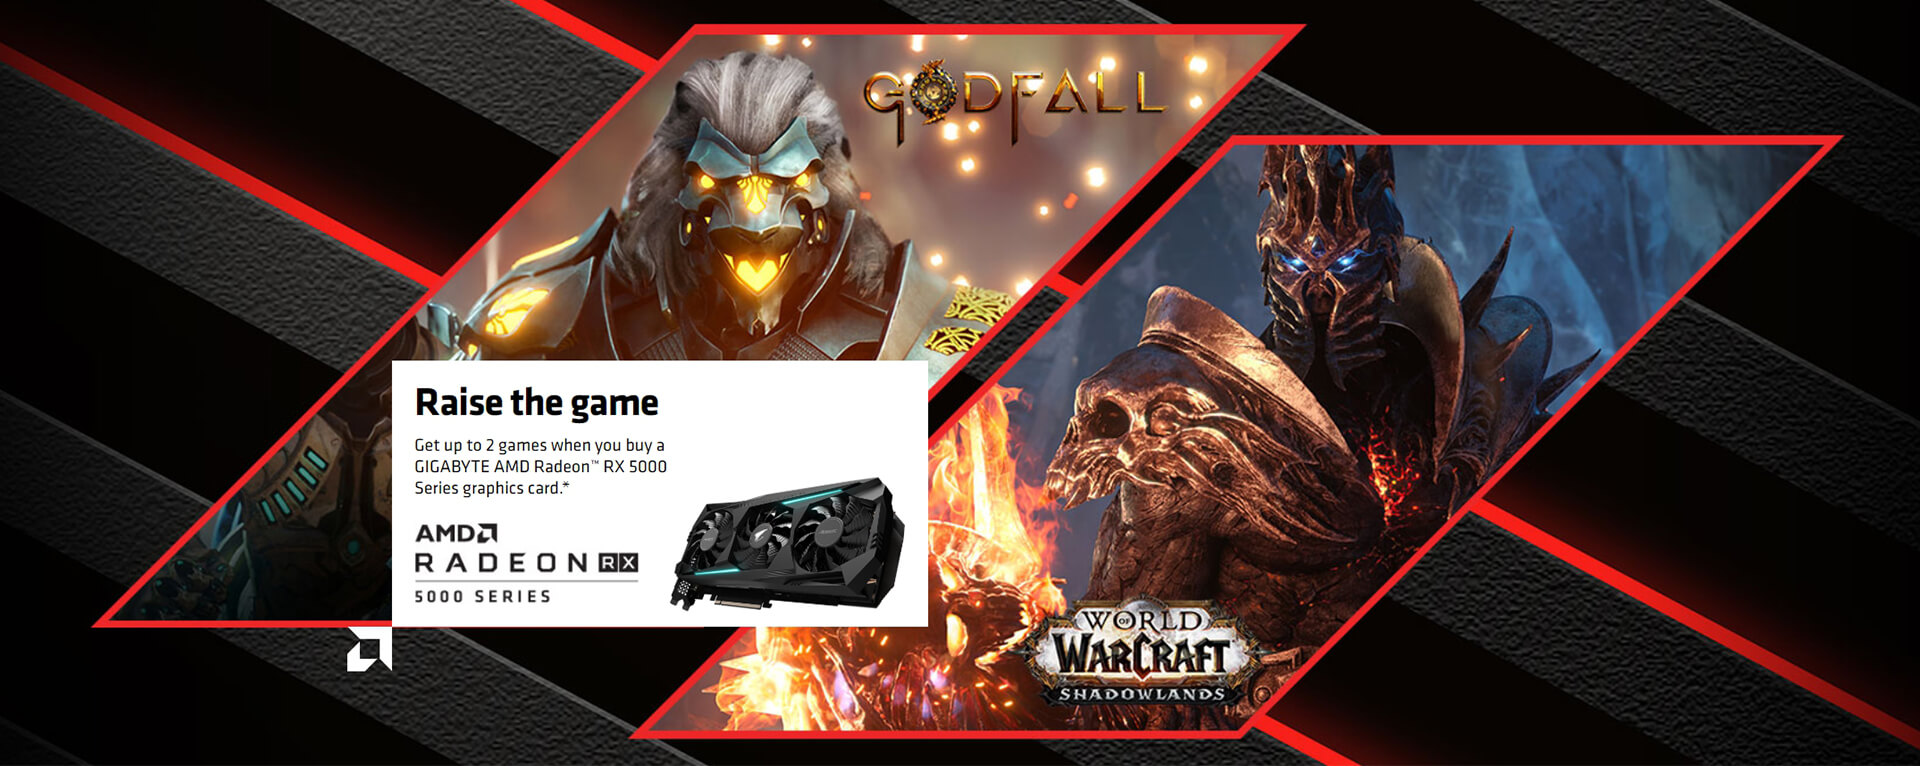 GODFALL
Raise the game
Get up to 2 games when you buy a
GIGABYTE AMD Radeon™ RX 5000
Series graphics card.*
AMD
RADEON RX
5000 SERIES
WORLD
OF
WARCRAFT
SHADOWLANDS